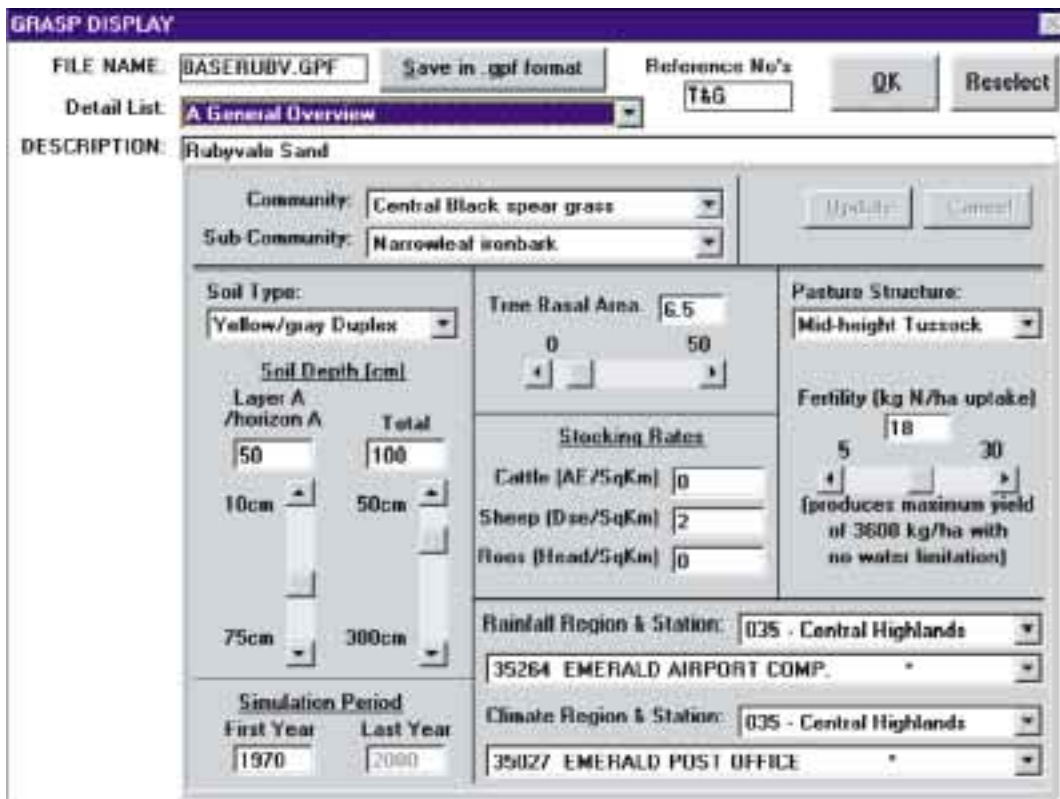 GRASP DISPLAY
FILE NAME: BASERUBV.GPF Save in .gpf format Reference No's T&G OK Reselect
Detail List: A General Overview
DESCRIPTION: Rubyvale Sand
Community: Central Black spear grass Update Cancel
Sub Community: Narrowleaf ironbark
Soil Type:
Yellow/gray Duplex
Soil Depth (cm)
Layer A
/horizon A Total
50 100
10cm 50cm
75cm 300cm
Simulation Period
First Year Last Year
1970 2000
Tree Basal Area 6.5
0 50
Stocking Rates
Cattle (AE/SqKm) 0
Sheep (Dse/SqKm) 2
Roos (Head/SqKm) 0
Pasture Structure:
Mid-height Tussock
Fertility (kg N/ha uptake)
18
5 30
(produces maximum yield
of 3600 kg/ha with
no water limitation)
Rainfall Region & Station: 035 - Central Highlands
35264 EMERALD AIRPORT COMP. *
Climate Region & Station: 035 - Central Highlands
35027 EMERALD POST OFFICE *